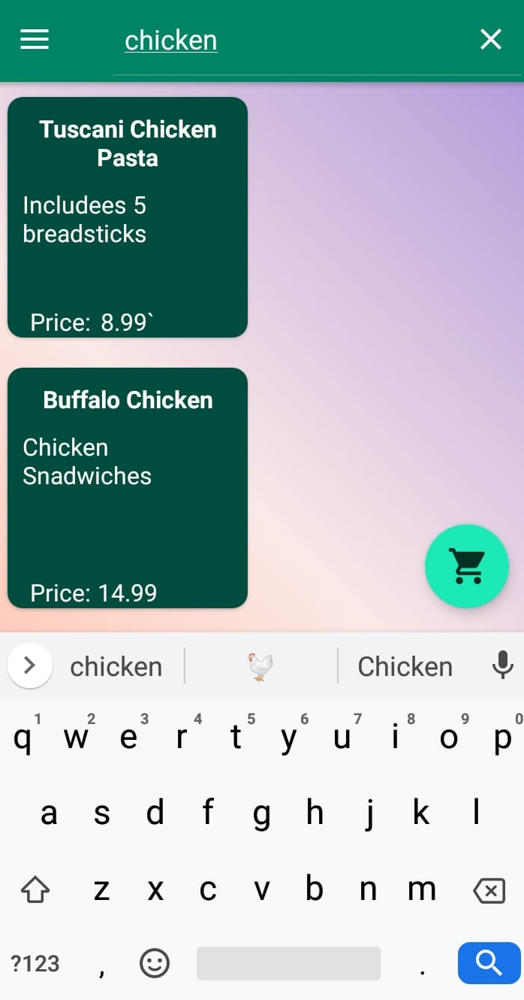 chicken
Tuscani Chicken
Pasta
Includees 5
breadsticks
Price: 8.99`
Buffalo Chicken
Chicken
Snadwiches
Price: 14.99
chicken
Chicken
1 2 3 4 5 6 7 8 9 0
q w e r t y u i o p
a s d f g h j k l
z x c v b n m
?123 , .